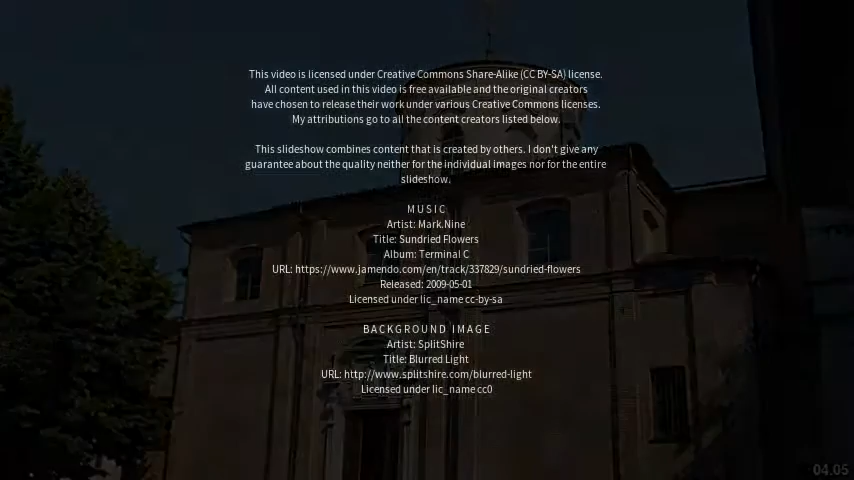 This video is licensed under Creative Commons Share-Alike (CC BY-SA) license.
All content used in this video is free available and the original creators
have chosen to release their work under various Creative Commons licenses.
My attributions go to all the content creators listed below.
This slideshow combines content that is created by others. I don't give any
guarantee about the quality neither for the individual images nor for the entire
slideshow.
MUSIC
Artist: Mark.Nine
Title: Sundried Flowers
Album: Terminal C
URL: https://www.jamendo.com/en/track/337829/sundried-flowers
Released: 2009-05-01
Licensed under lic_name cc-by-sa
BACKGROUND IMAGE
Artist: SplitShire
Title: Blurred Light
URL: http://www.splitshire.com/blurred-light
Licensed under lic_name cc0
04.05